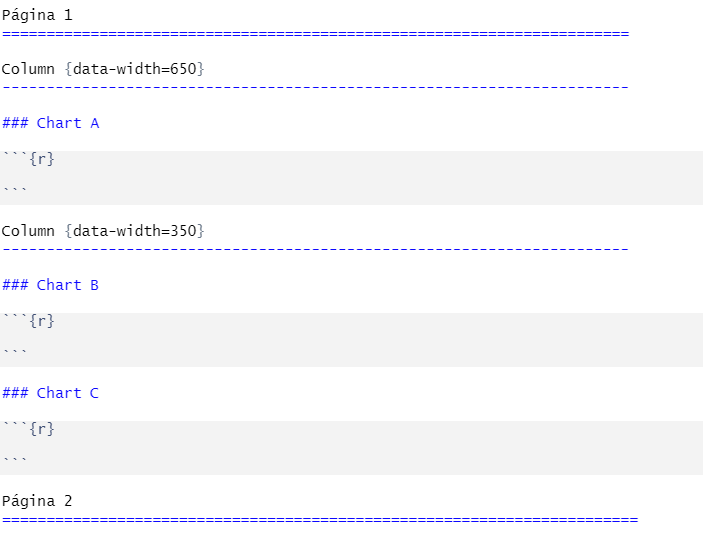 Página 1
=======================================================================
Column {data-width=650}
-----------------------------------------------------------------------
### Chart A
```{r}
```
Column {data-width=350}
-----------------------------------------------------------------------
### Chart B
```{r}
```
### Chart C
```{r}
```
Página 2
========================================================================